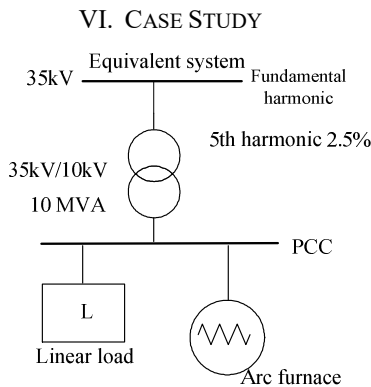 VI. CASE STUDY
Equivalent system
35kV
Fundamental
harmonic
5th harmonic 2.5%
35kV/10kV
10 MVA
PCC
L
Linear load
Arc furnace